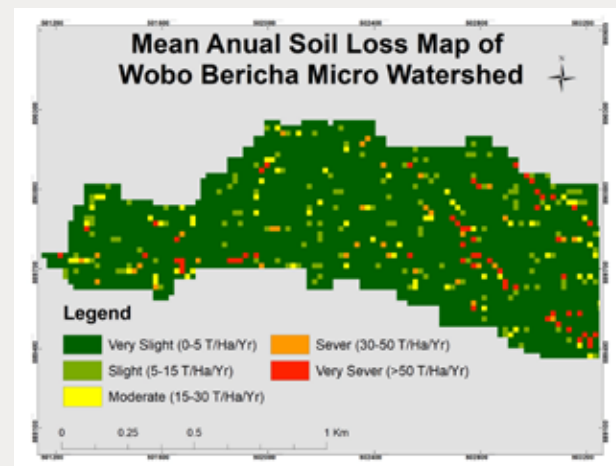 Mean Anual Soil Loss Map of
Wobo Bericha Micro Watershed
Legend
Very Slight (0-5 T/Ha/Yr)
Slight (5-15 T/Ha/Yr)
Moderate (15-30 T/Ha/Yr)
Sever (30-50 T/Ha/Yr)
Very Sever (>50 T/Ha/Yr)
0 0.25 0.5 1 Km